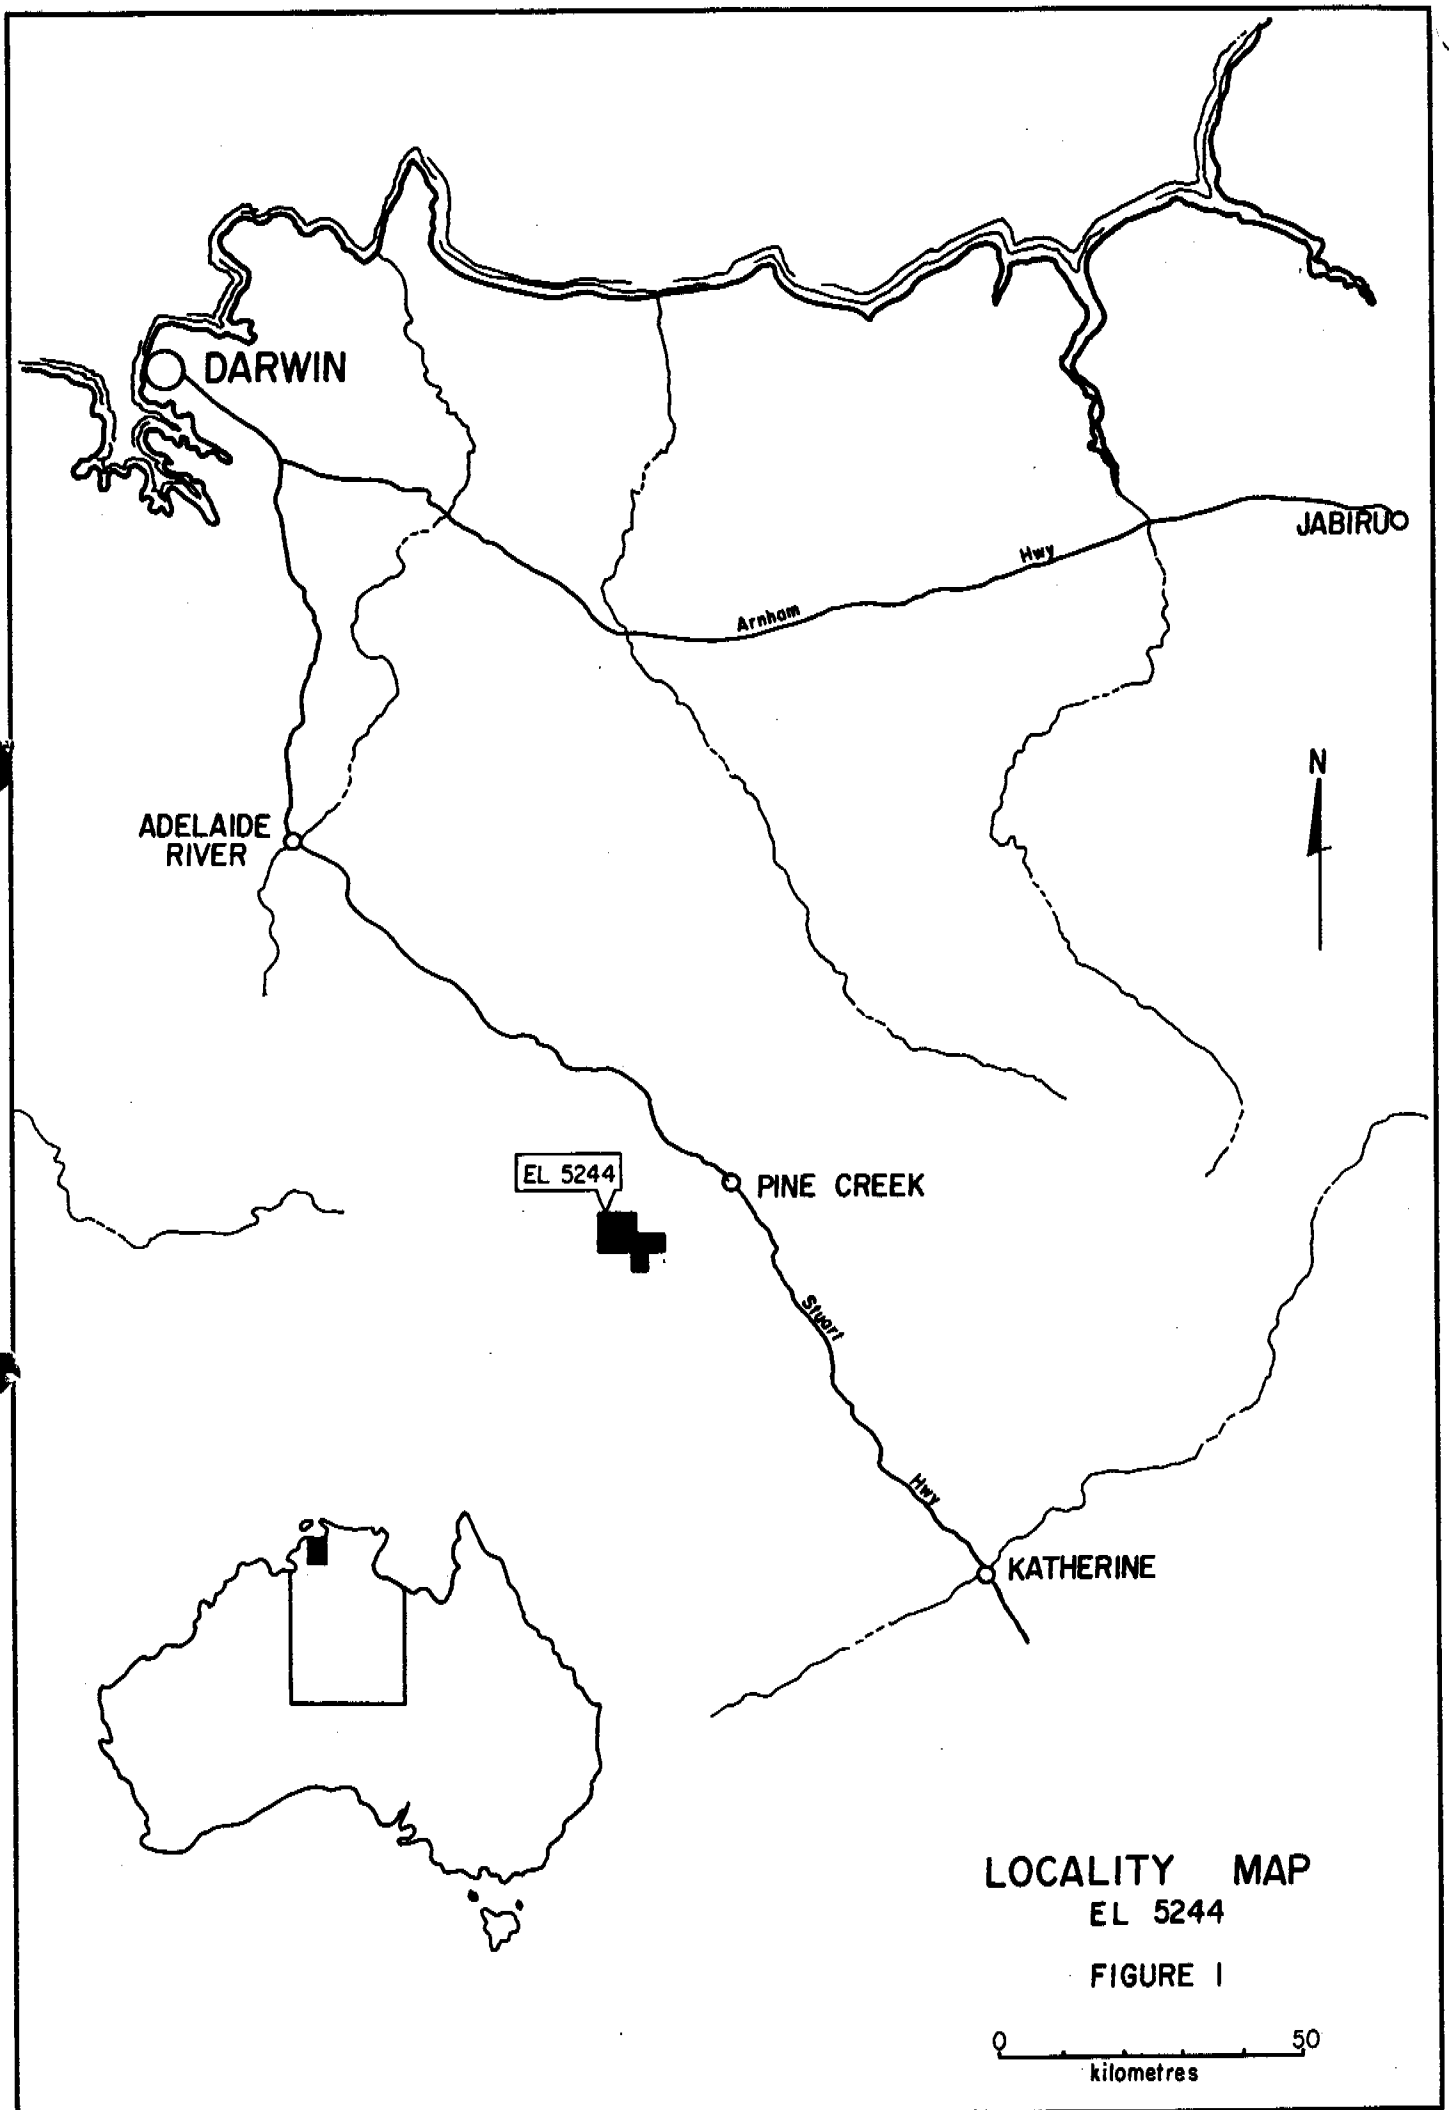 DARWIN
JABIRU
Hwy
Arnham
N
ADELAIDE
RIVER
EL 5244
PINE CREEK
Stuart
Hwy
KATHERINE
LOCALITY MAP
EL 5244
FIGURE 1
0 50
kilometres